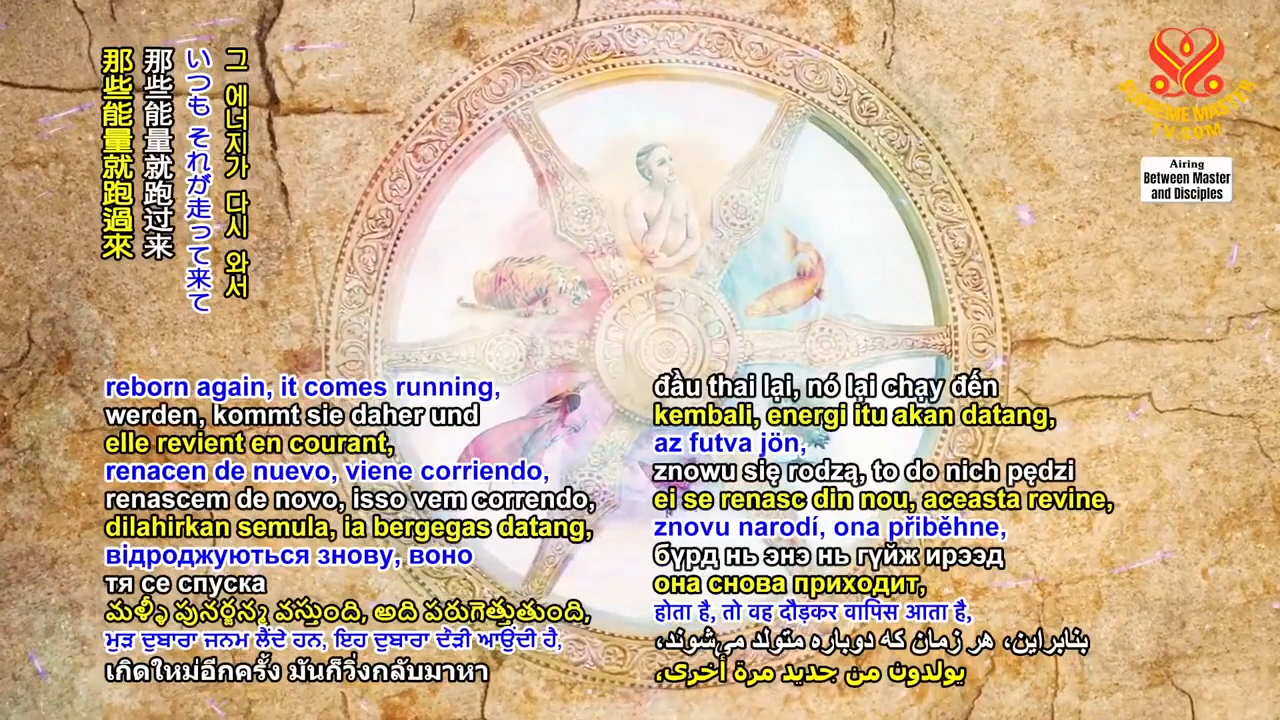 그 에너지가 다시 와서
いつも それが走って来て
那些能量就跑过来
那些能量就跑過來
SUPREME MASTER
TV.COM
Airing
Between Master
and Disciples
reborn again, it comes running,
werden, kommt sie daher und
elle revient en courant,
renacen de nuevo, viene corriendo,
renascem de novo, isso vem correndo,
dilahirkan semula, ia bergegas datang,
відроджуються знову, воно
тя се спуска
మళ్ళీ పునర్జన్మ వస్తుంది, అది పరుగెత్తుతుంది,
ਮੁੜ ਦੁਬਾਰਾ ਜਨਮ ਲੈਂਦੇ ਹਨ, ਇਹ ਦੁਬਾਰਾ ਦੌੜੀ ਆਉਂਦੀ ਹੈ,
เกิดใหม่อีกครั้ง มันก็วิ่งกลับมาหา
đầu thai lại, nó lại chạy đến
kembali, energi itu akan datang,
az futva jön,
znowu się rodzą, to do nich pędzi
ei se renasc din nou, aceasta revine,
znovu narodí, ona přiběhne,
бүрд нь энэ нь гүйж ирээд
она снова приходит,
होता है, तो वह दौड़कर वापिस आता है,
بنابراین، هر زمان که دوباره متولد می‌شوند،
يولدون من جديد مرة أخرى،